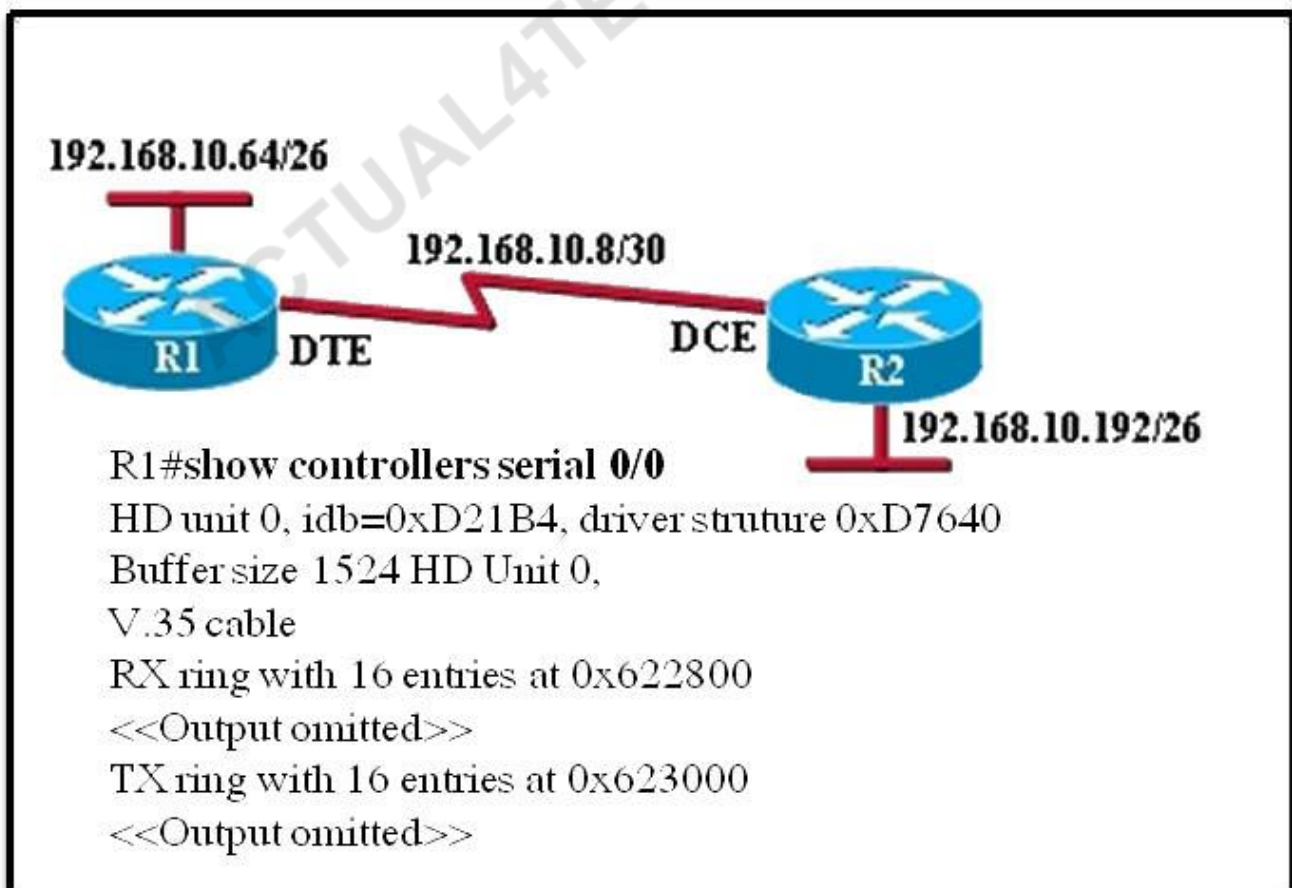 ACTUAL4TE
192.168.10.64/26
192.168.10.8/30
R1
DTE
DCE
R2
192.168.10.192/26
R1#show controllers serial 0/0
HD unit 0, idb=0xD21B4, driver struture 0xD7640
Buffer size 1524 HD Unit 0,
V.35 cable
RX ring with 16 entries at 0x622800
<<Output omitted>>
TX ring with 16 entries at 0x623000
<<Output omitted>>